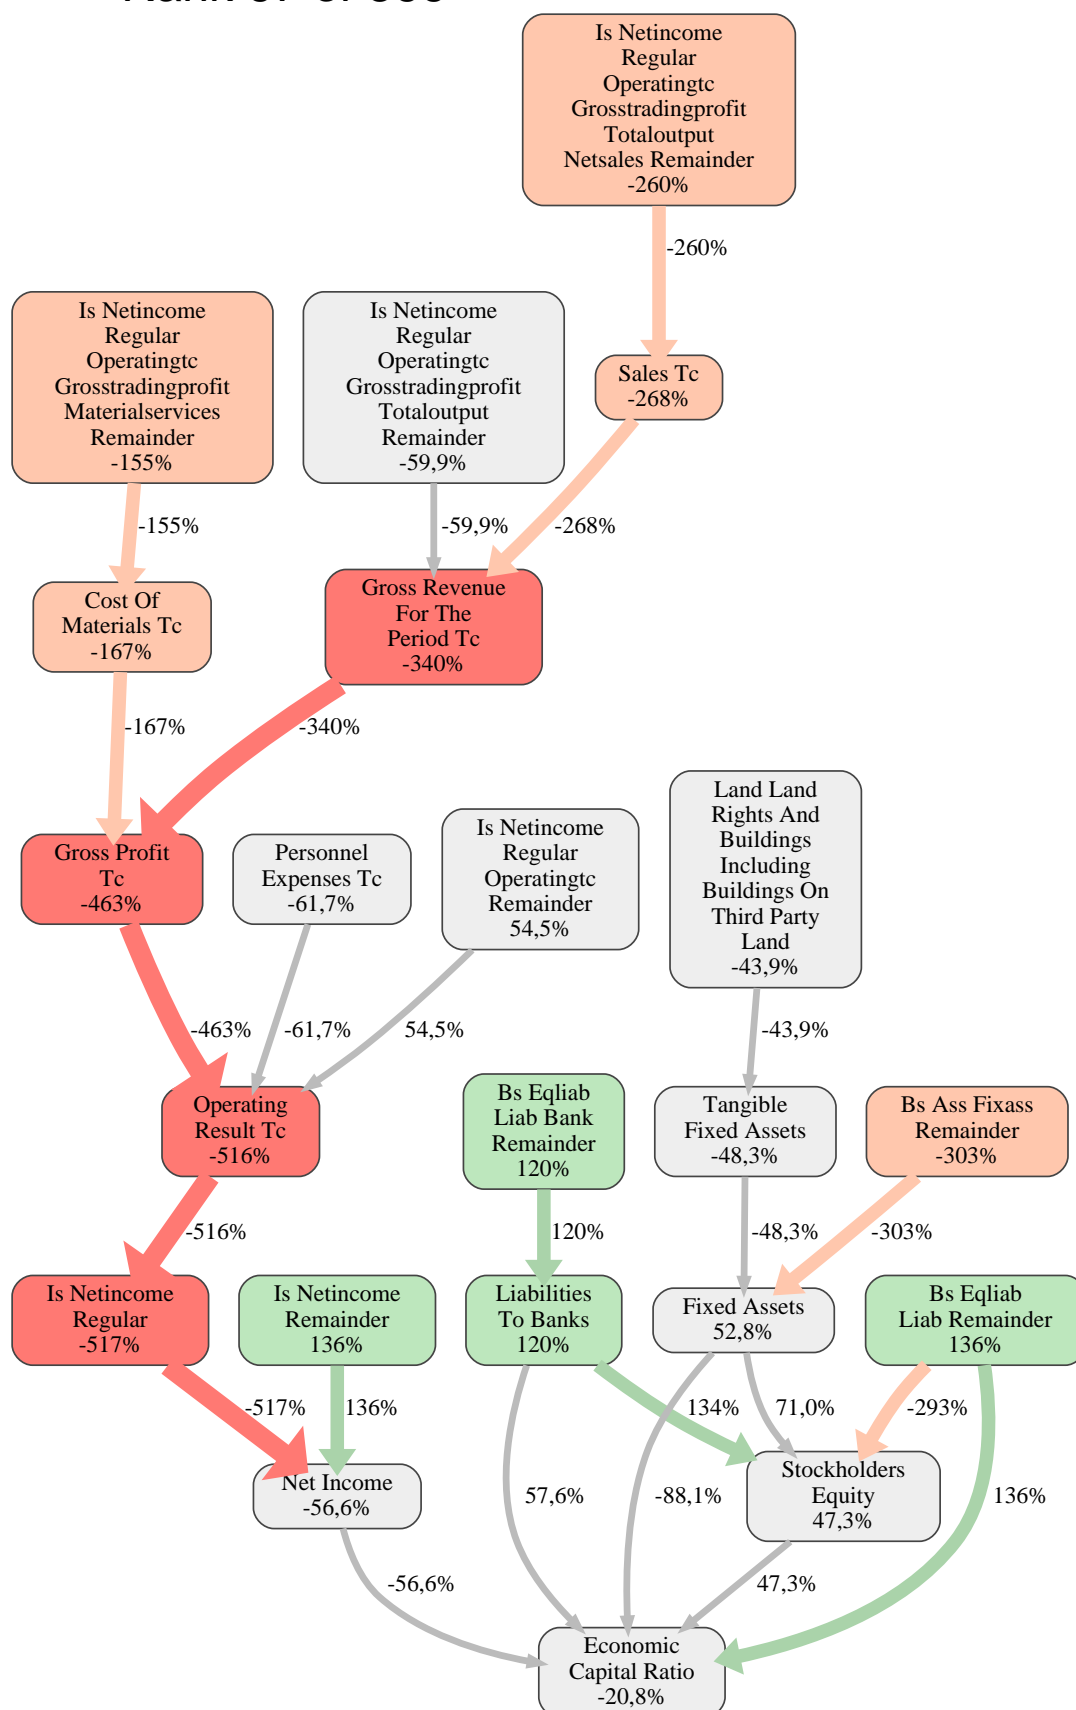 Is Netincome
Regular
Operatingtc
Grosstradingprofit
Totaloutput
Netsales Remainder
-260%
-260%
Is Netincome
Regular
Operatingtc
Grosstradingprofit
Materialservices
Remainder
-155%
Is Netincome
Regular
Operatingtc
Grosstradingprofit
Totaloutput
Remainder
-59,9%
Sales Tc
-268%
-155%
-59,9%
-268%
Cost Of
Materials Tc
-167%
Gross Revenue
For The
Period Tc
-340%
-167%
-340%
Gross Profit
Tc
-463%
Personnel
Expenses Tc
-61,7%
Is Netincome
Regular
Operatingtc
Remainder
54,5%
Land Land
Rights And
Buildings
Including
Buildings On
Third Party
Land
-43,9%
-463%
-61,7%
54,5%
-43,9%
Operating
Result Tc
-516%
Bs Eqliab
Liab Bank
Remainder
120%
Tangible
Fixed Assets
-48,3%
Bs Ass Fixass
Remainder
-303%
-516%
120%
-48,3%
-303%
Is Netincome
Regular
-517%
Is Netincome
Remainder
136%
Liabilities
To Banks
120%
Fixed Assets
52,8%
Bs Eqliab
Liab Remainder
136%
-517%
136%
134%
71,0%
-293%
Net Income
-56,6%
57,6%
-88,1%
Stockholders
Equity
47,3%
136%
-56,6%
47,3%
Economic
Capital Ratio
-20,8%